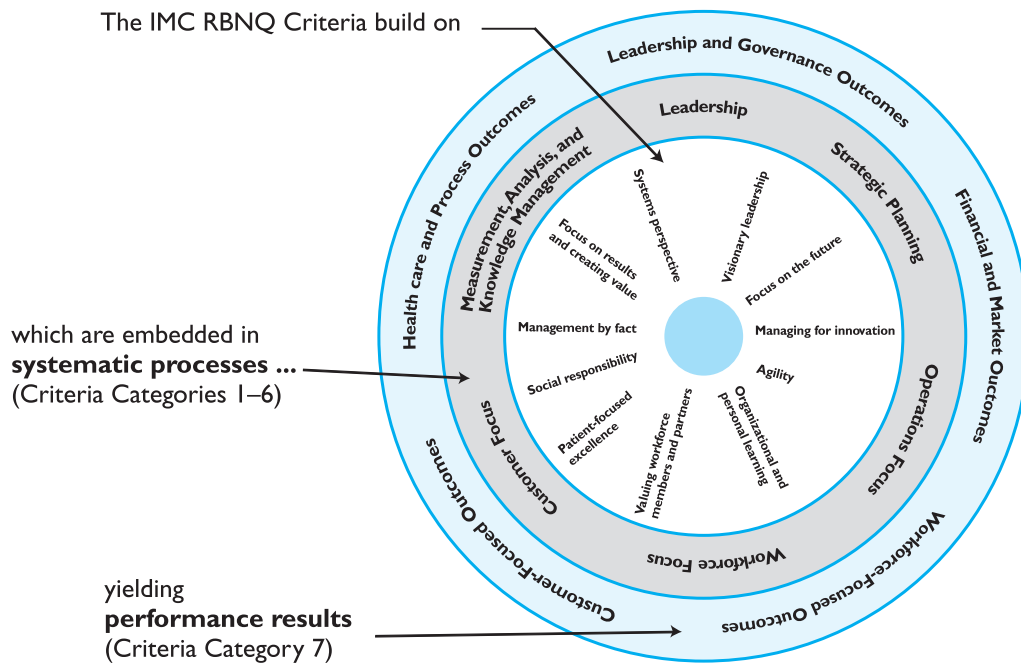 The IMC RBNQ Criteria build on
which are embedded in
systematic processes ...
(Criteria Categories 1–6)
yielding
performance results
(Criteria Category 7)
Leadership and Governance Outcomes
Financial and Market Outcomes
Workforce-Focused Outcomes
Customer-Focused Outcomes
Health care and Process Outcomes
Leadership
Strategic Planning
Operations Focus
Workforce Focus
Customer Focus
Measurement, Analysis, and
Knowledge Management
Systems perspective
Visionary leadership
Focus on the future
Managing for innovation
Agility
Organizational and
personal learning
Valuing workforce
members and partners
Patient-focused
excellence
Social responsibility
Management by fact
Focus on results
and creating value